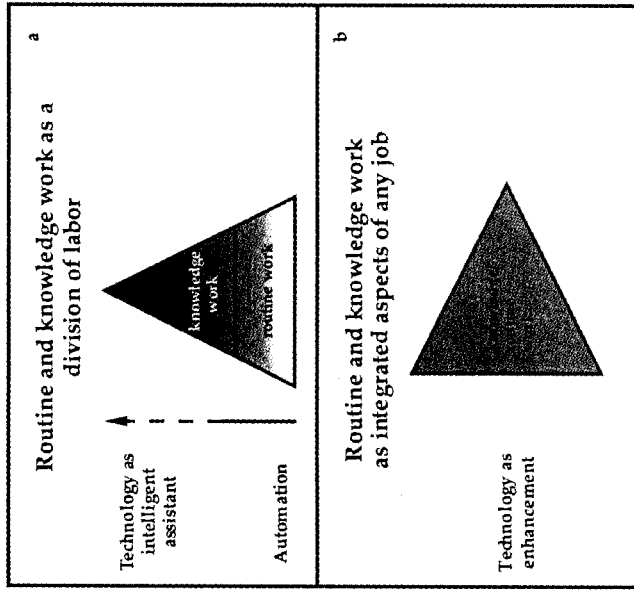 a
Routine and knowledge work as a
division of labor
Technology as
intelligent
assistant
knowledge
work
routine work
Automation
b
Routine and knowledge work
as integrated aspects of any job
Technology as
enhancement